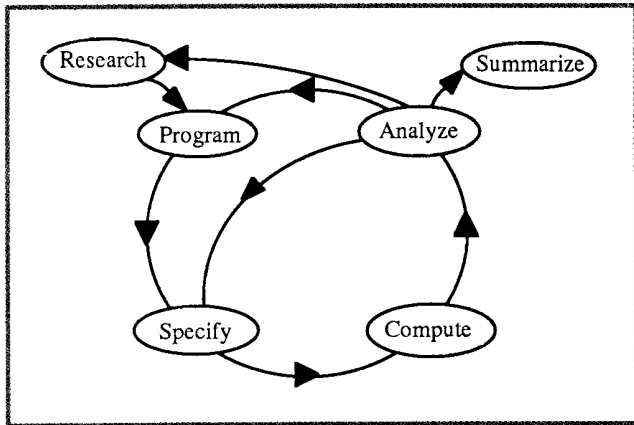 Research
Summarize
Program
Analyze
Specify
Compute